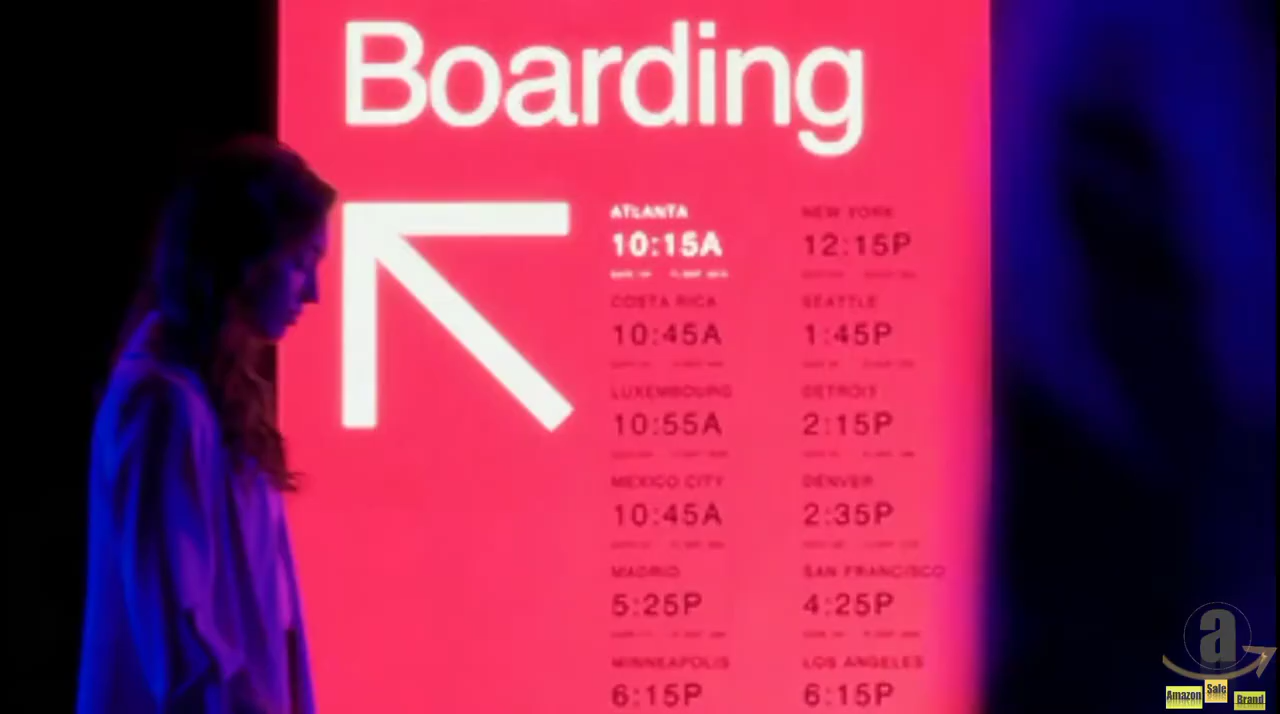 Boarding
ATLANTA
10:15A
COSTA RICA
10:45A
LUXEMBOURG
10:55A
MEXICO CITY
10:45A
MADRID
5:25P
MINNEAPOLIS
6:15P
NEW YORK
12:15P
SEATTLE
1:45P
DETROIT
2:15P
DENVER
2:35P
SAN FRANCISCO
4:25P
LOS ANGELES
6:15P
a
Amazon Sale Brand